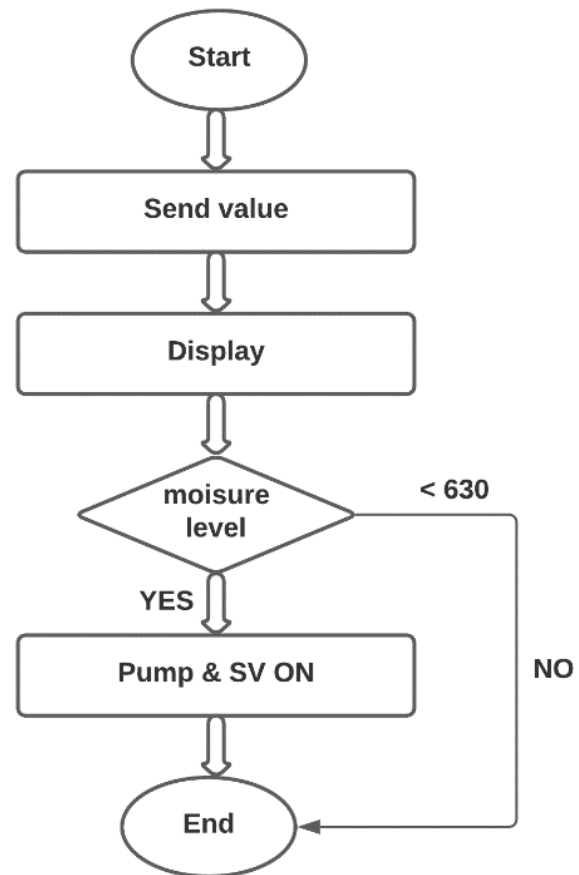 Start
Send value
Display
moisure
level
< 630
YES
Pump & SV ON
NO
End